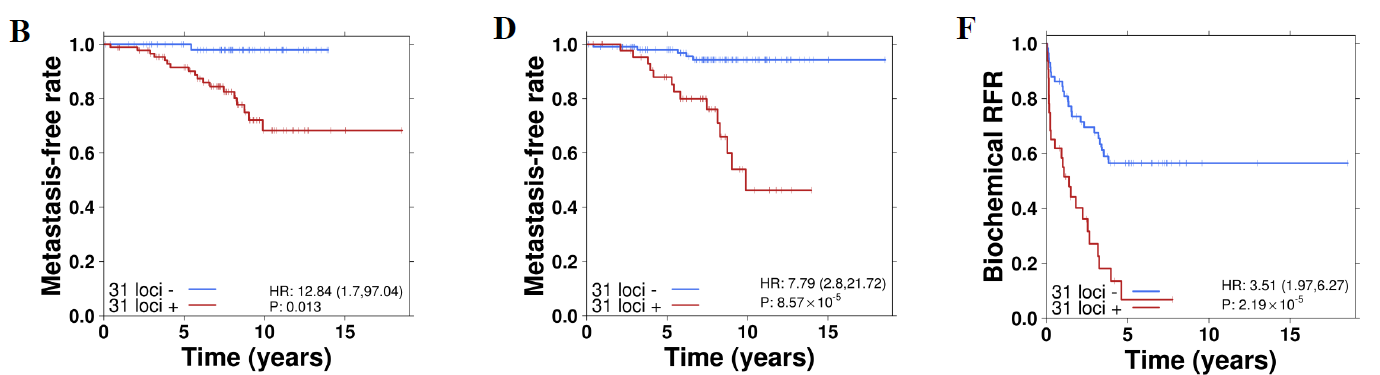 B
Metastasis-free rate
1.0
0.8
0.6
0.4
0.2
0.0
31 loci -
31 loci +
HR: 12.84 (1.7,97.04)
P: 0.013
0 5 10 15
Time (years)
D
Metastasis-free rate
1.0
0.8
0.6
0.4
0.2
0.0
31 loci -
31 loci +
HR: 7.79 (2.8,21.72)
P: 8.57×10⁻⁵
0 5 10 15
Time (years)
F
Biochemical RFR
1.0
0.8
0.6
0.4
0.2
0.0
31 loci -
31 loci +
HR: 3.51 (1.97,6.27)
P: 2.19×10⁻⁵
0 5 10 15
Time (years)